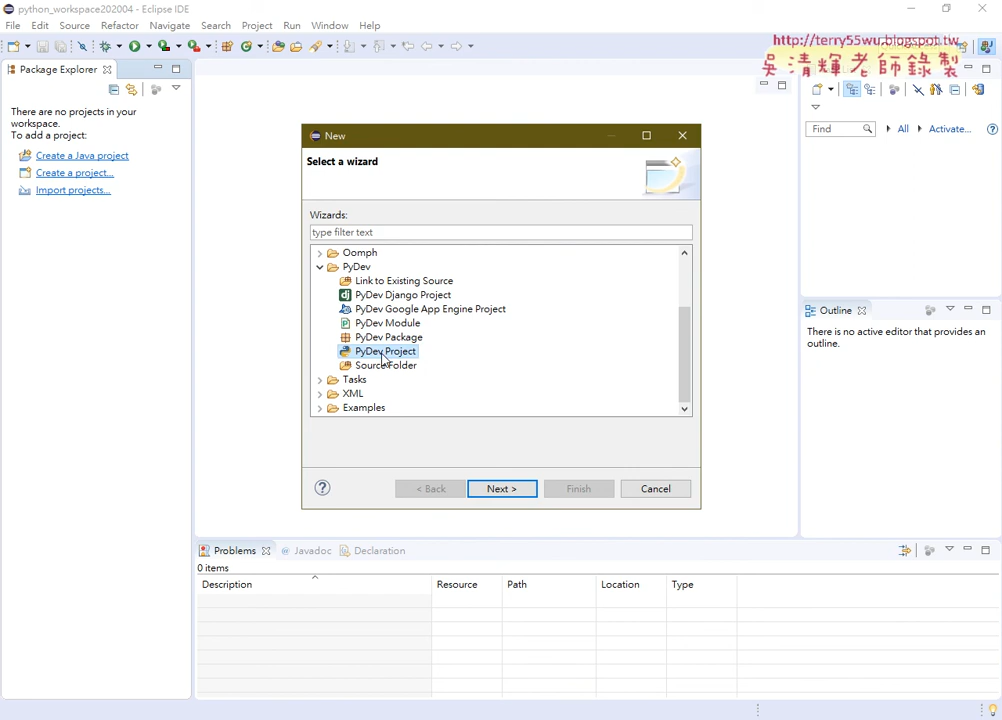 python_workspace202004 - Eclipse IDE
File Edit Source Refactor Navigate Search Project Run Window Help
http://terry55wu.blogspot.tw
吳清輝老師錄製
Package Explorer
There are no projects in your
workspace.
To add a project:
Create a Java project
Create a project...
Import projects...
New
Select a wizard
Wizards:
type filter text
Oomph
PyDev
Link to Existing Source
PyDev Django Project
PyDev Google App Engine Project
PyDev Module
PyDev Package
PyDev Project
Source Folder
Tasks
XML
Examples
< Back Next > Finish Cancel
Find All Activate...
Outline
There is no active editor that provides an
outline.
Problems Javadoc Declaration
0 items
Description Resource Path Location Type